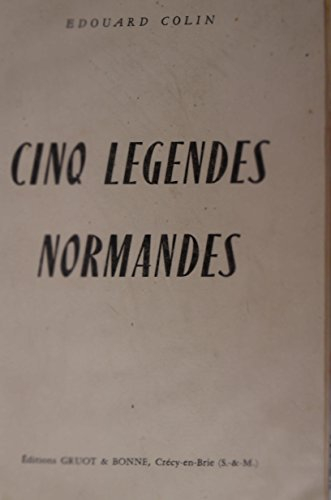 EDOUARD COLIN
CINQ LEGENDES
NORMANDES
Éditions GRUOT & BONNE, Crécy-en-Brie (S.-&-M.)